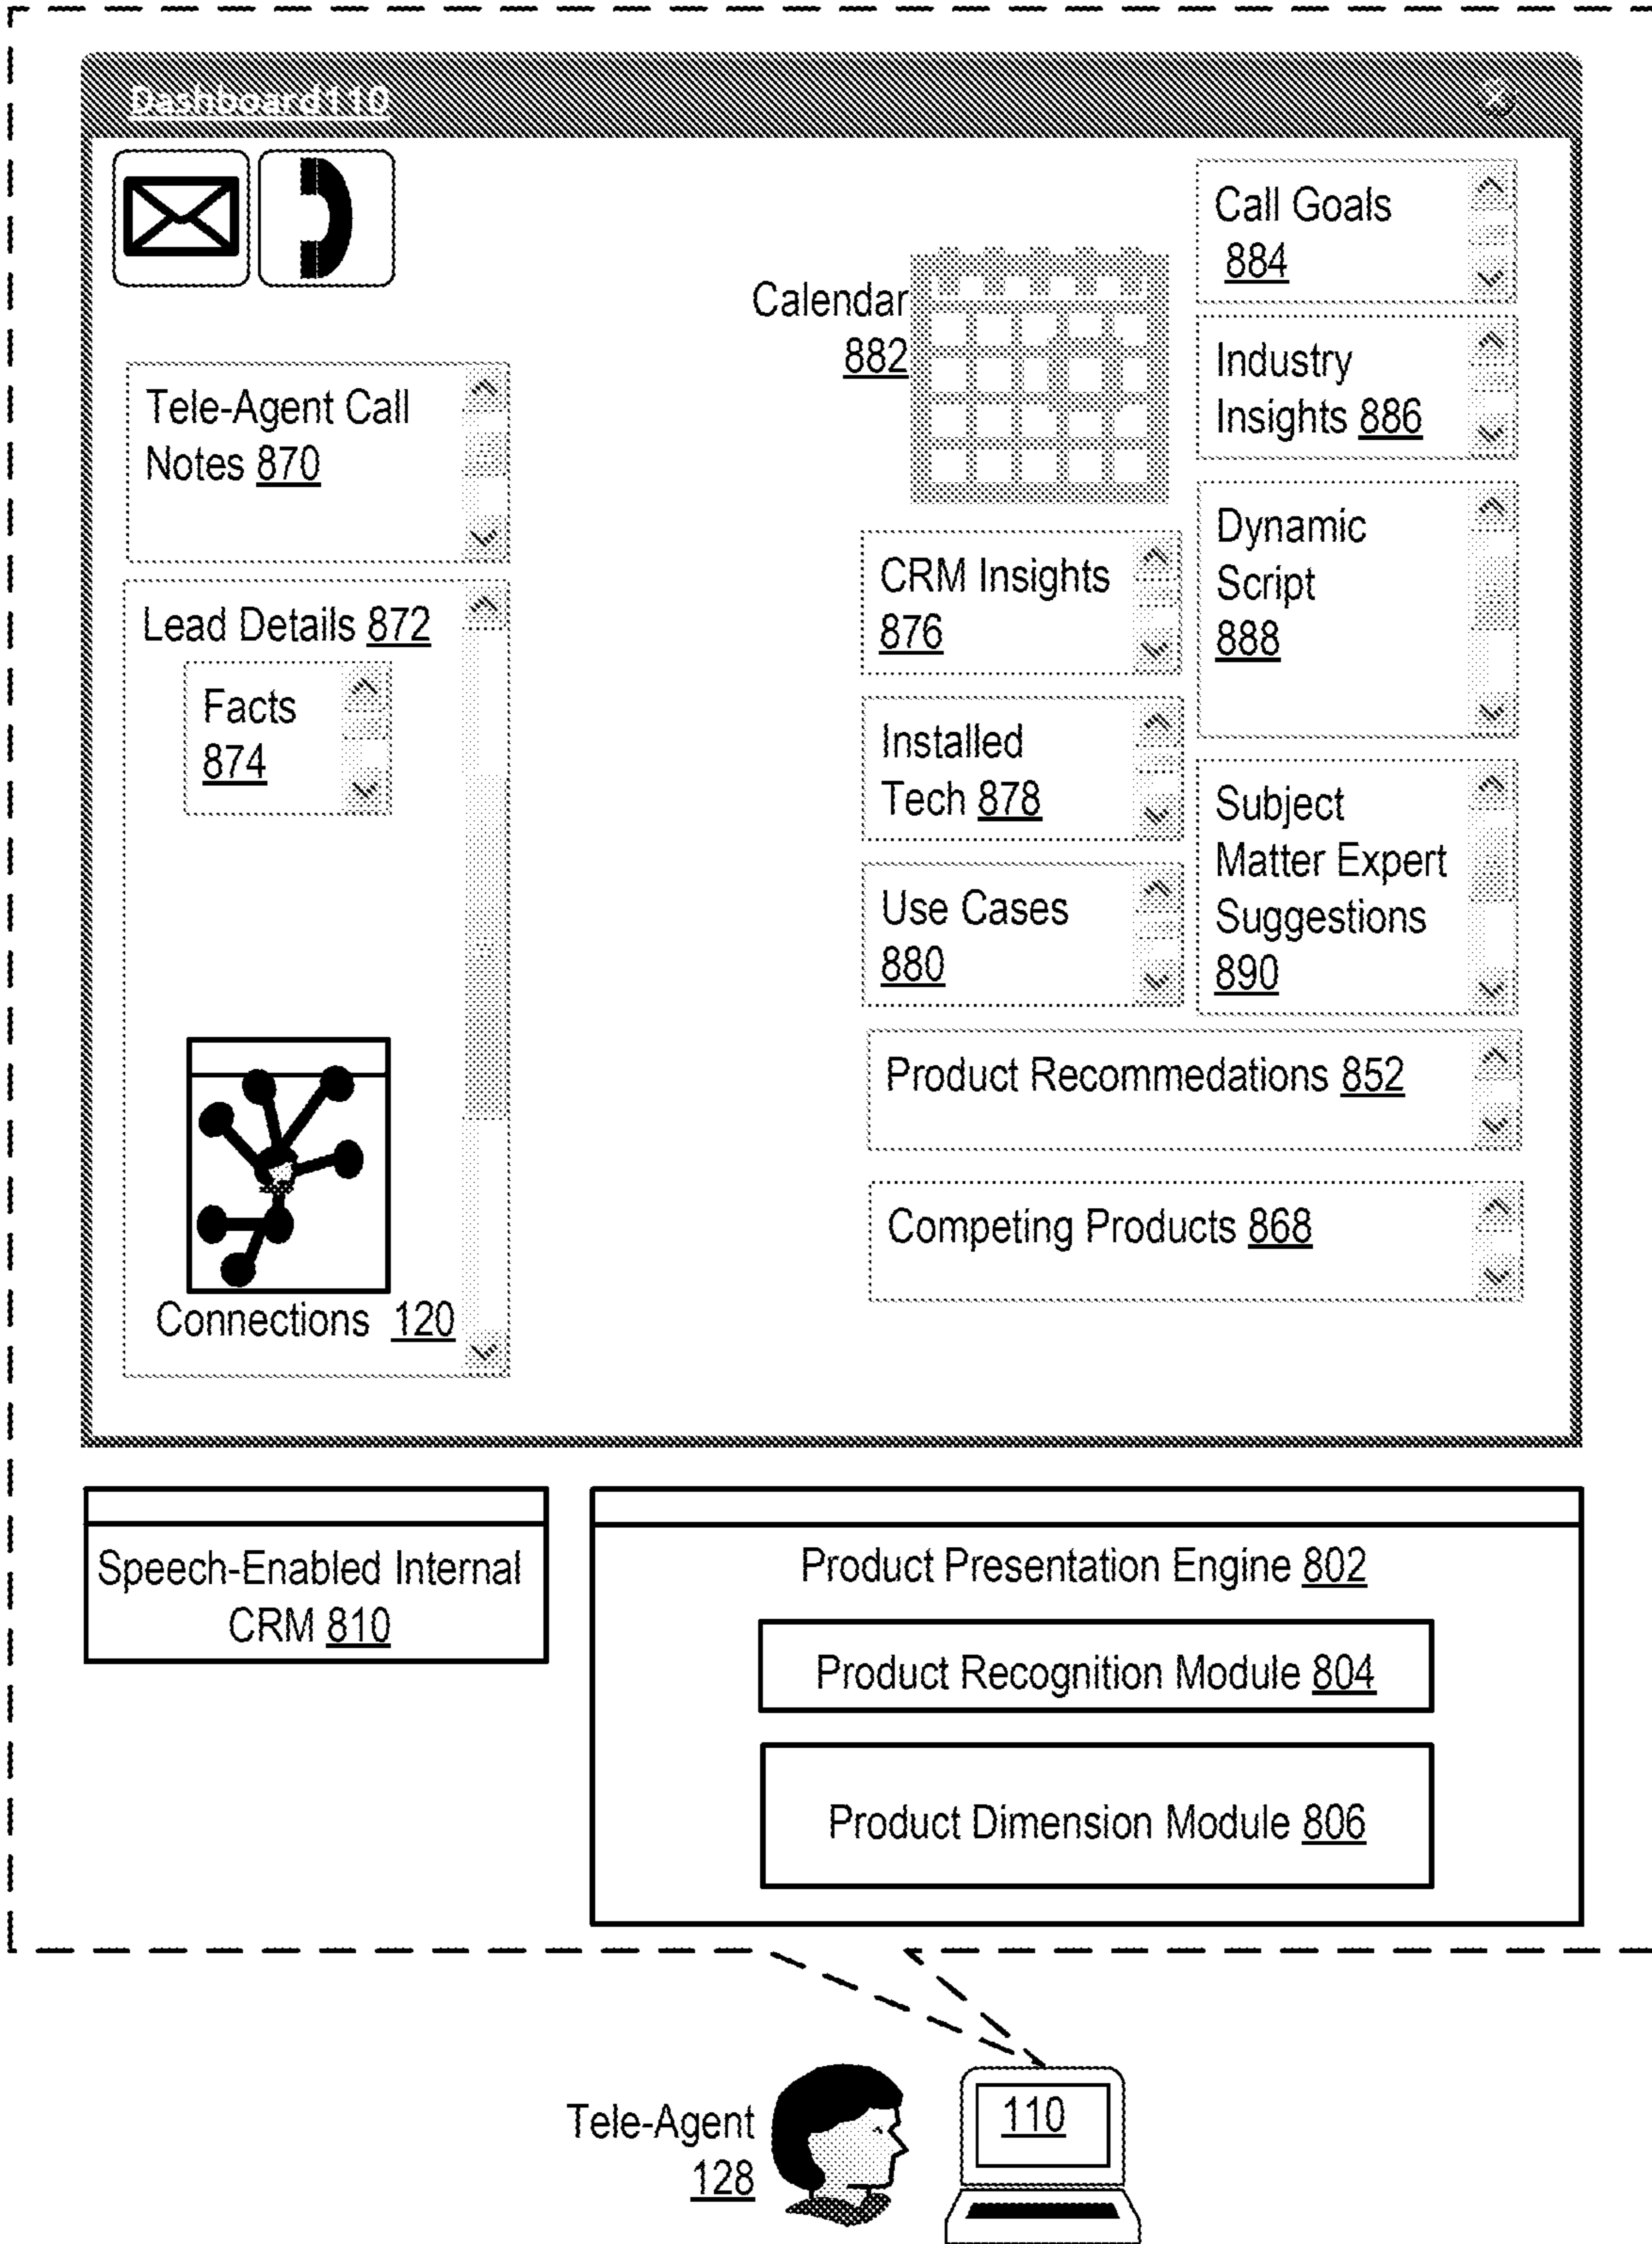 Dashboard110
Tele-Agent Call
Notes 870
Lead Details 872
Facts
874
Connections 120
Calendar
882
CRM Insights
876
Installed
Tech 878
Use Cases
880
Call Goals
884
Industry
Insights 886
Dynamic
Script
888
Subject
Matter Expert
Suggestions
890
Product Recommedations 852
Competing Products 868
Speech-Enabled Internal
CRM 810
Product Presentation Engine 802
Product Recognition Module 804
Product Dimension Module 806
Tele-Agent
128
110